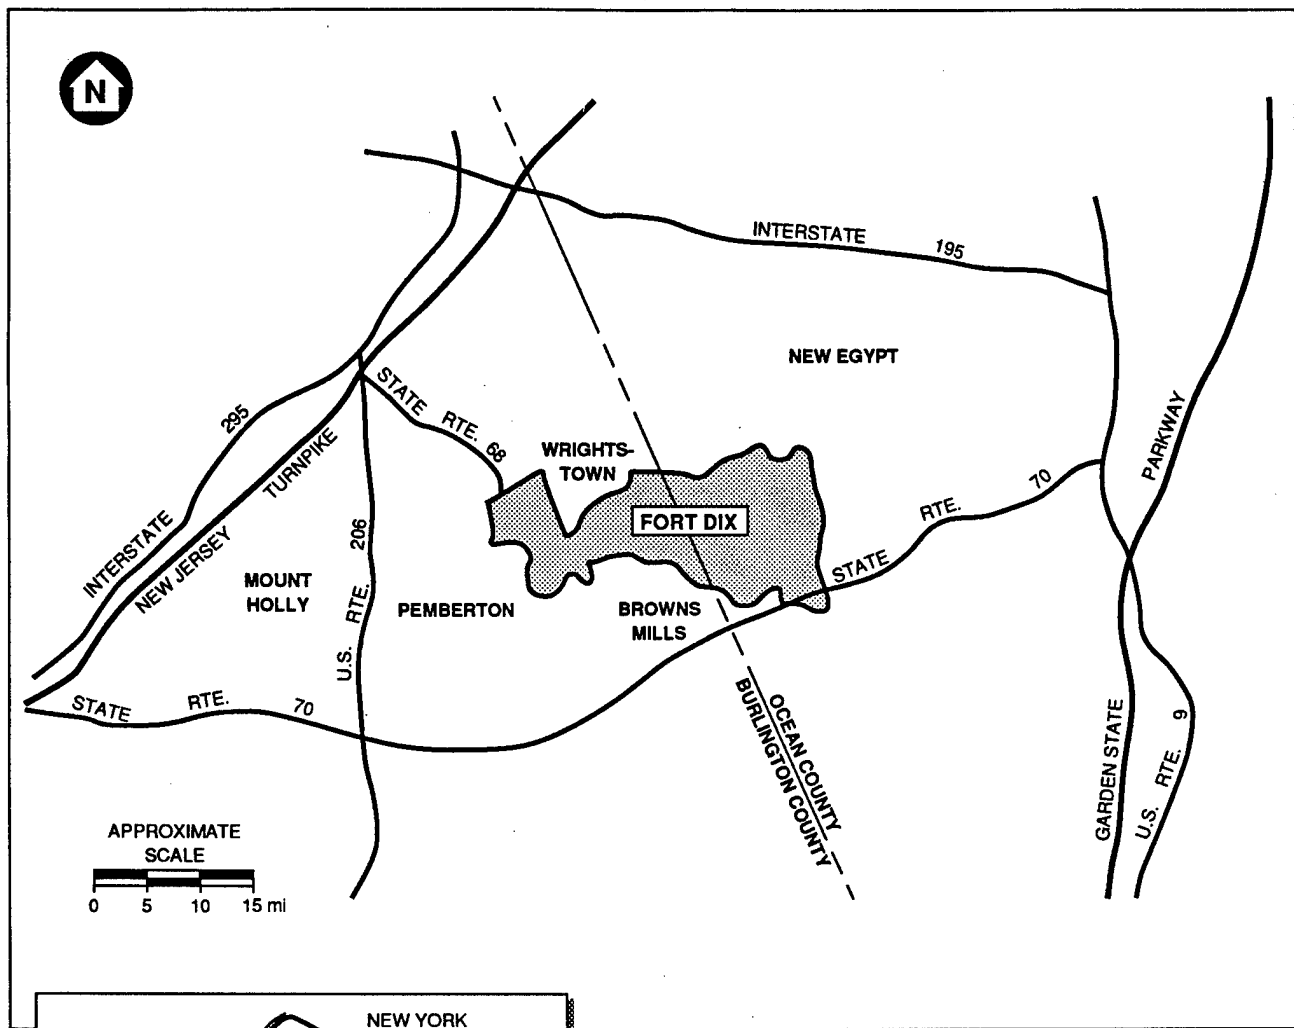 N
INTERSTATE 195
NEW EGYPT
STATE RTE. 68
295
INTERSTATE
NEW JERSEY TURNPIKE
WRIGHTS-
TOWN
PARKWAY
GARDEN STATE
FORT DIX
STATE RTE. 70
U.S. RTE. 206
MOUNT
HOLLY
PEMBERTON
BROWNS
MILLS
STATE RTE. 70
OCEAN COUNTY
BURLINGTON COUNTY
U.S. RTE. 9
APPROXIMATE
SCALE
0 5 10 15 mi
NEW YORK